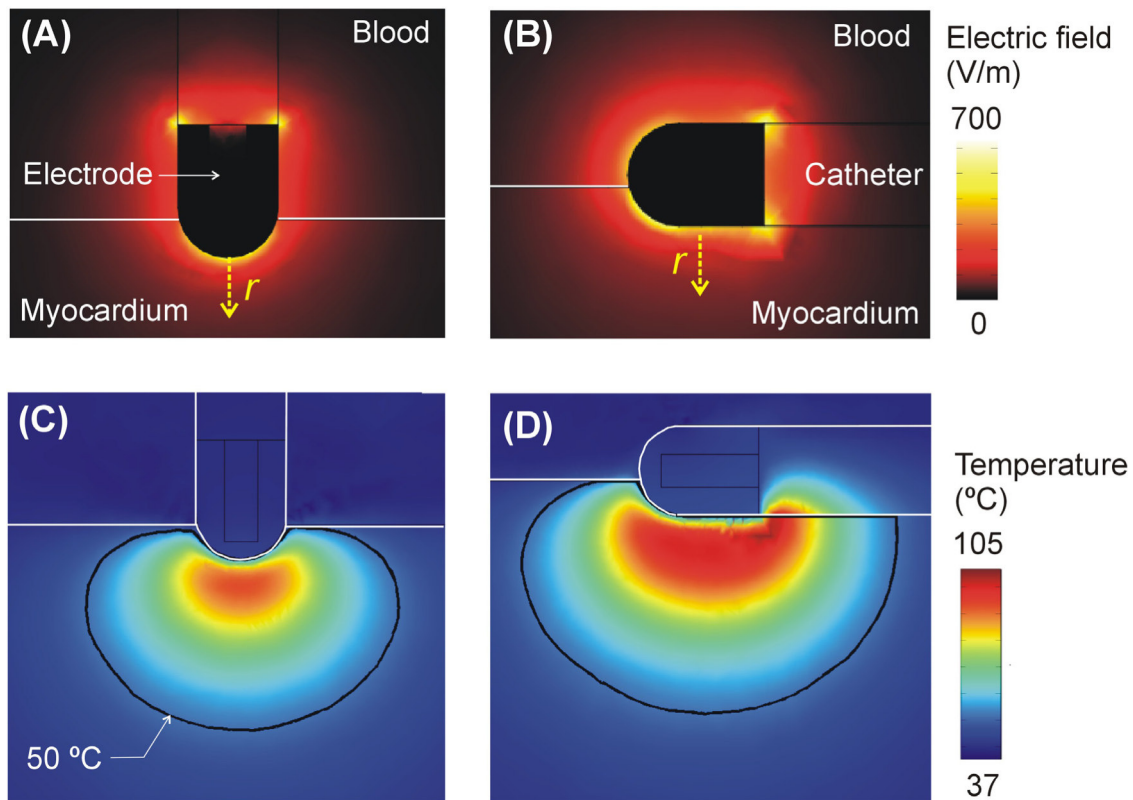 (A)
Blood
Electrode
r
Myocardium
(B)
Blood
Catheter
r
Myocardium
Electric field
(V/m)
700
0
(C)
50 ºC
(D)
Temperature
(ºC)
105
37